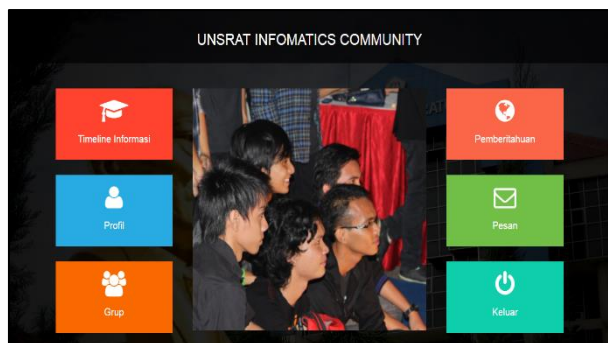 UNSRAT INFOMATICS COMMUNITY
Timeline Informasi
Pemberitahuan
Profil
Pesan
Grup
Keluar